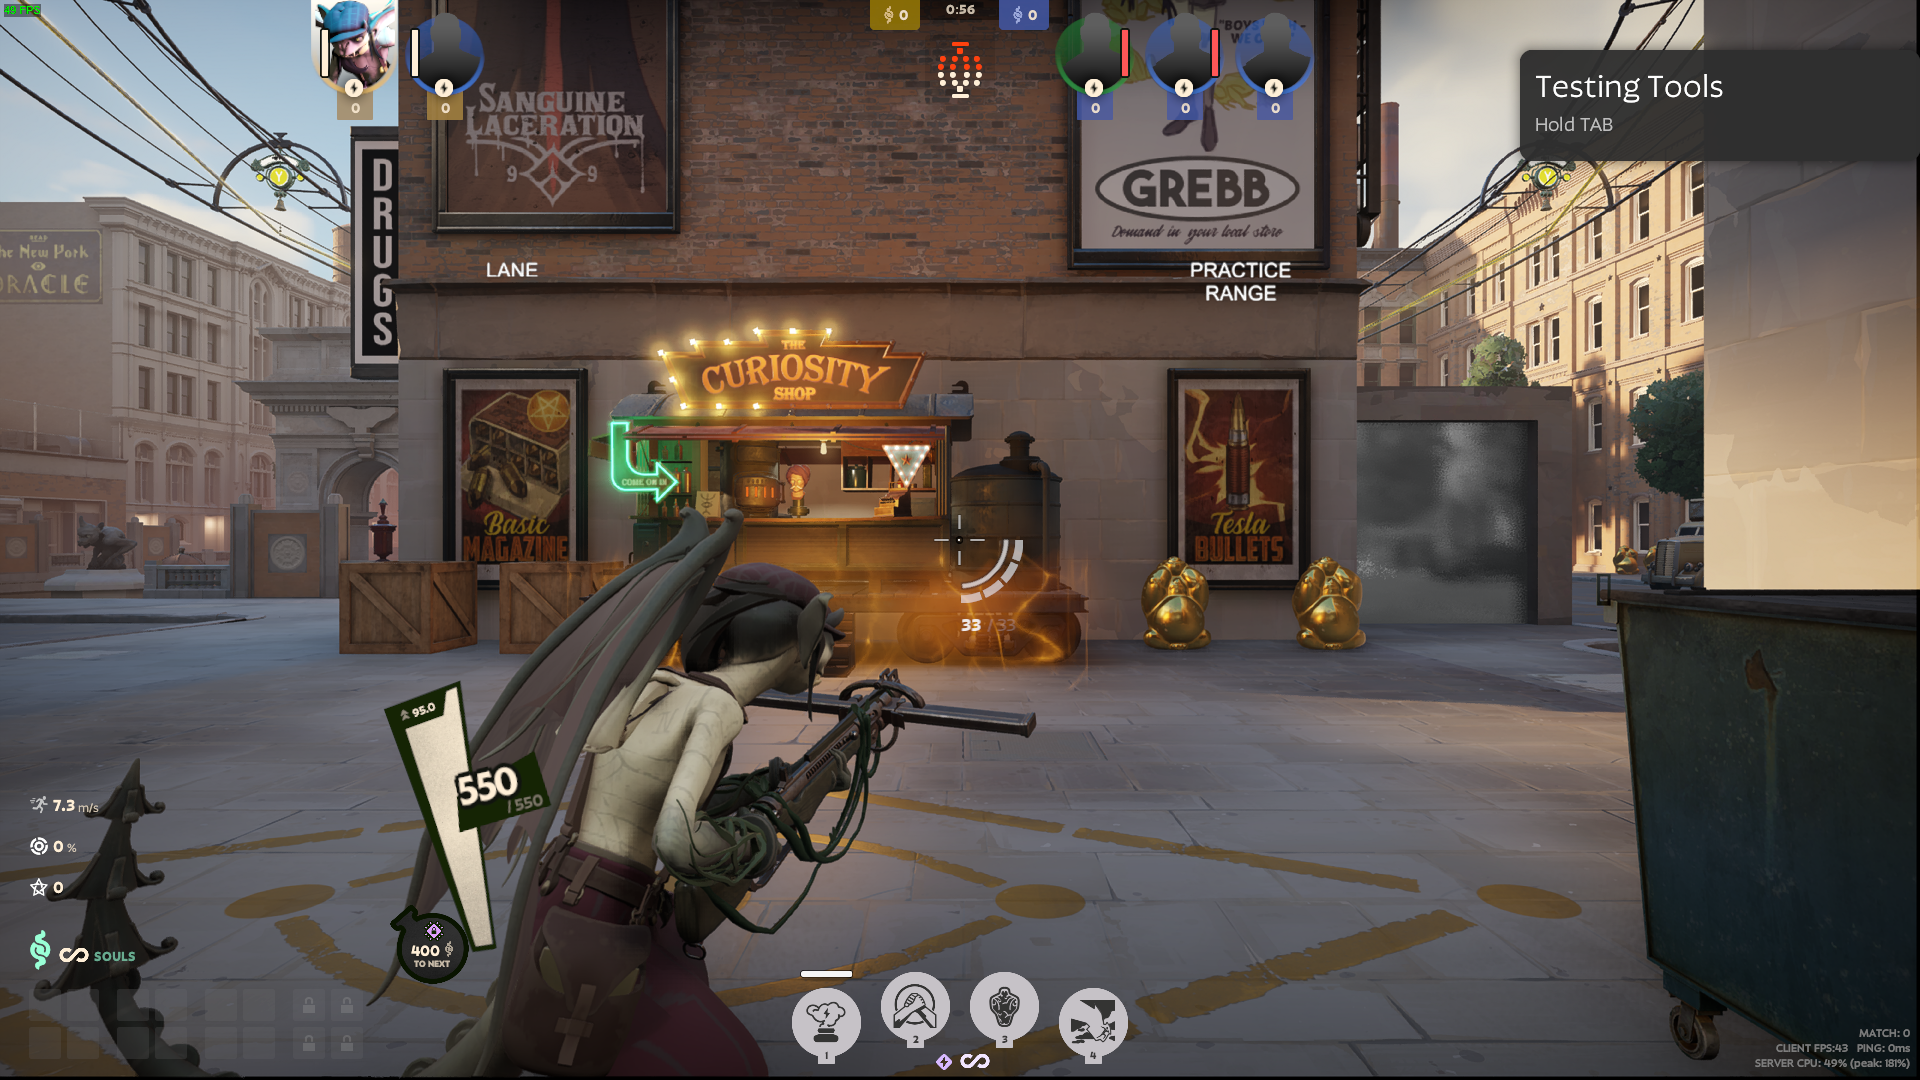 49 FPS
0
0:56
0
0
0
0
0
0
Testing Tools
Hold TAB
SANGUINE
LACERATION
9 9
GREBB
Demand in your local store
DRUGS
READ
The New York
ORACLE
LANE
PRACTICE
RANGE
THE
CURIOSITY
SHOP
COME ON IN
Basic
MAGAZINE
Tesla
BULLETS
33 / 33
95.0
550
/ 550
7.3 m/s
0 %
0
SOULS
400
TO NEXT
1
2
3
4
MATCH: 0
CLIENT FPS:43 PING: 0ms
SERVER CPU: 49% (peak: 181%)